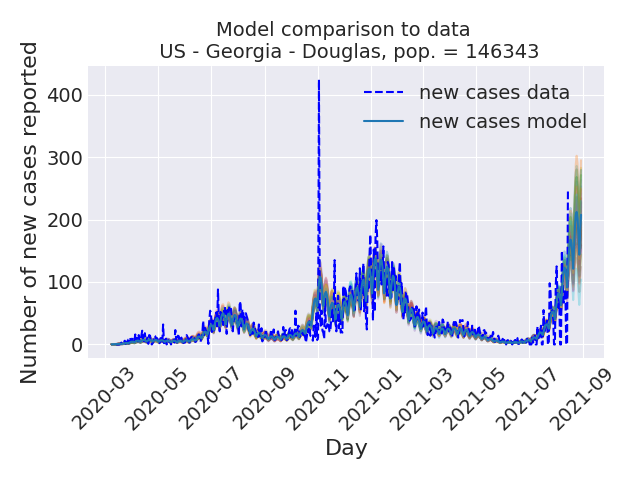 Model comparison to data
US - Georgia - Douglas, pop. = 146343
Number of new cases reported
400
300
200
100
0
new cases data
new cases model
2020-03
2020-05
2020-07
2020-09
2020-11
2021-01
2021-03
2021-05
2021-07
2021-09
Day